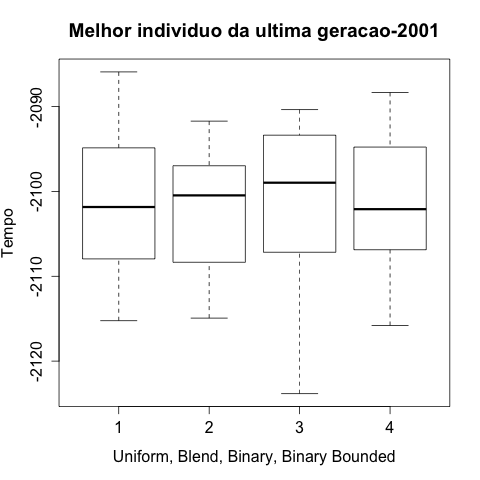 Melhor individuo da ultima geracao-2001
-2090
-2100
-2110
-2120
Tempo
1 2 3 4
Uniform, Blend, Binary, Binary Bounded